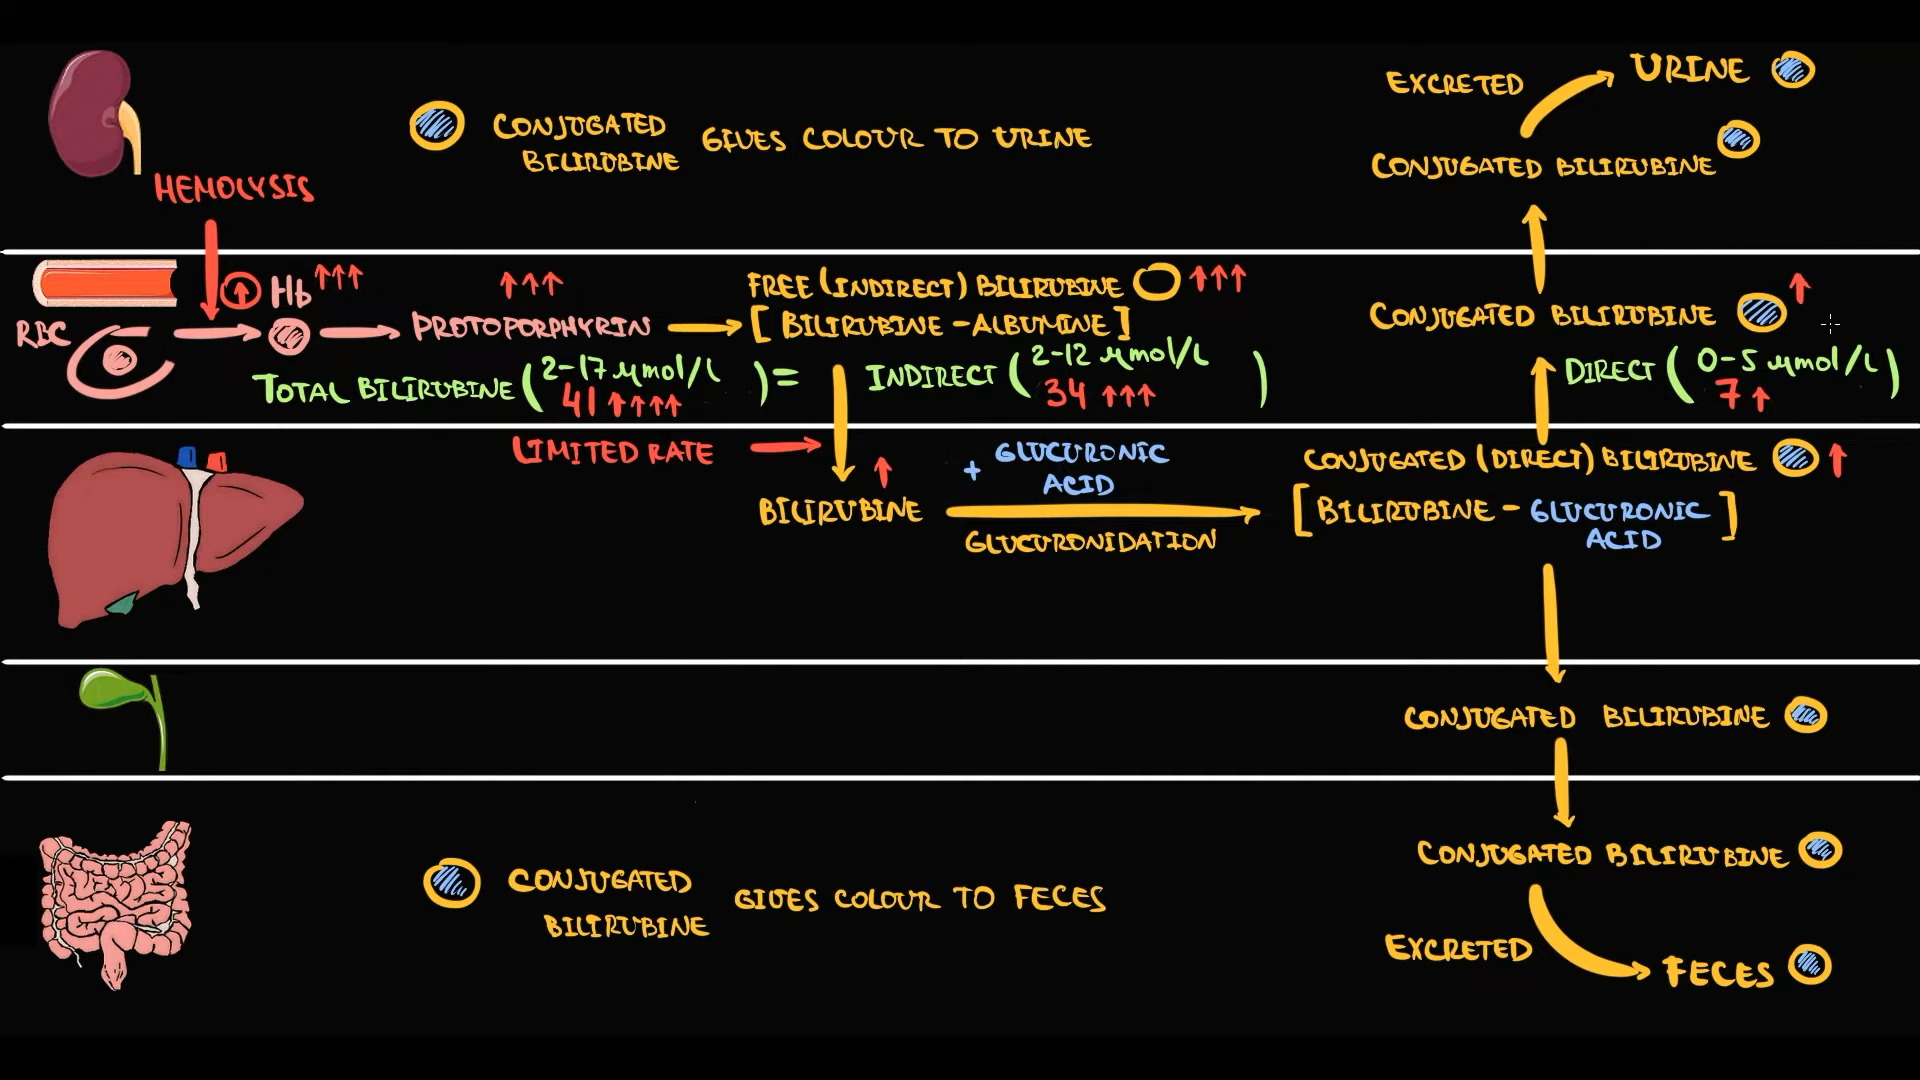 EXCRETED
URINE
CONJUGATED
BILIRUBINE
GIVES COLOUR TO URINE
CONJUGATED BILIRUBINE
HEMOLYSIS
↑ Hb ↑↑↑
↑↑↑
FREE (INDIRECT) BILIRUBINE ↑↑↑
RBC
PROTOPORPHYRIN
[BILIRUBINE - ALBUMINE]
CONJUGATED BILIRUBINE ↑
TOTAL BILIRUBINE (2-17 µmol/L) =
41 ↑↑↑↑
INDIRECT (2-12 µmol/L)
34 ↑↑↑
DIRECT (0-5 µmol/L)
7 ↑
LIMITED RATE
BILIRUBINE ↑
+ GLUCURONIC
ACID
GLUCURONIDATION
CONJUGATED (DIRECT) BILIRUBINE ↑
[BILIRUBINE - GLUCURONIC
ACID]
CONJUGATED BILIRUBINE
CONJUGATED BILIRUBINE
CONJUGATED
BILIRUBINE
GIVES COLOUR TO FECES
EXCRETED
FECES